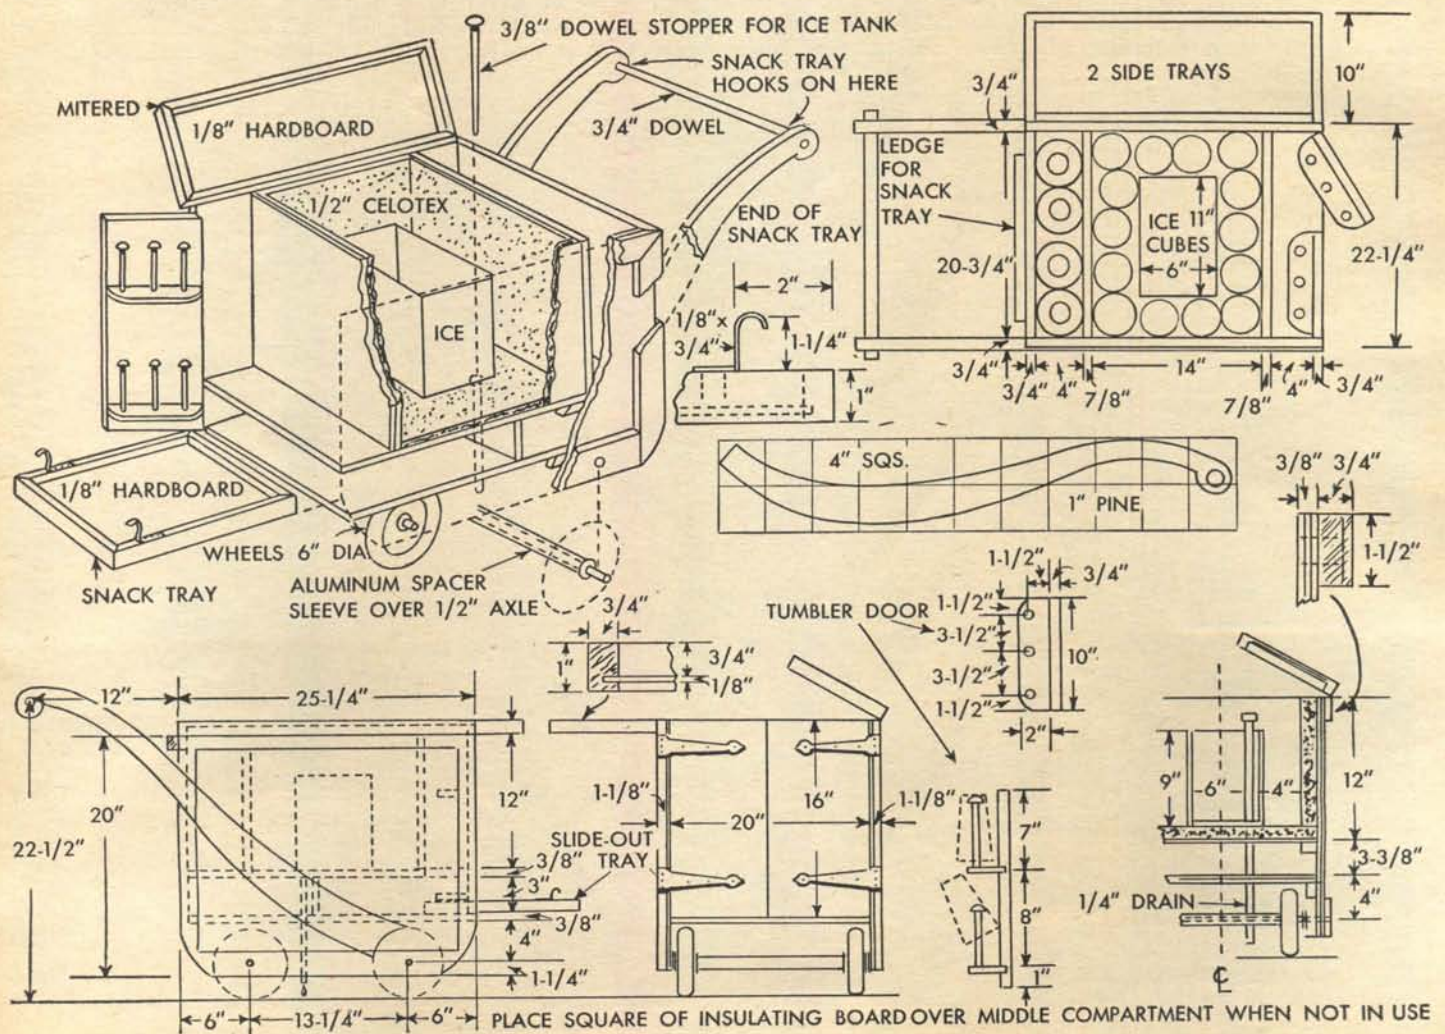 3/8" DOWEL STOPPER FOR ICE TANK
SNACK TRAY
HOOKS ON HERE
MITERED
1/8" HARDBOARD
3/4" DOWEL
1/2" CELOTEX
ICE
END OF
SNACK TRAY
2"
1/8"x
3/4"
1-1/4"
1"
1/8" HARDBOARD
WHEELS 6" DIA
SNACK TRAY
ALUMINUM SPACER
SLEEVE OVER 1/2" AXLE
2 SIDE TRAYS
10"
3/4"
LEDGE
FOR
SNACK
TRAY
ICE 11"
CUBES
6"
20-3/4"
22-1/4"
3/4"
3/4"
3/4"
4"
7/8"
14"
7/8"
4"
3/4"
4" SQS.
1" PINE
3/8"
3/4"
1-1/2"
TUMBLER DOOR
1-1/2"
3/4"
1-1/2"
3-1/2"
3-1/2"
1-1/2"
10"
2"
3/4"
1"
3/4"
1/8"
12"
25-1/4"
20"
22-1/2"
12"
SLIDE-OUT
TRAY
3/8"
3"
3/8"
4"
1-1/4"
6"
13-1/4"
6"
1-1/8"
20"
16"
1-1/8"
7"
8"
1"
9"
6"
4"
12"
3-3/8"
4"
1/4" DRAIN
PLACE SQUARE OF INSULATING BOARD OVER MIDDLE COMPARTMENT WHEN NOT IN USE